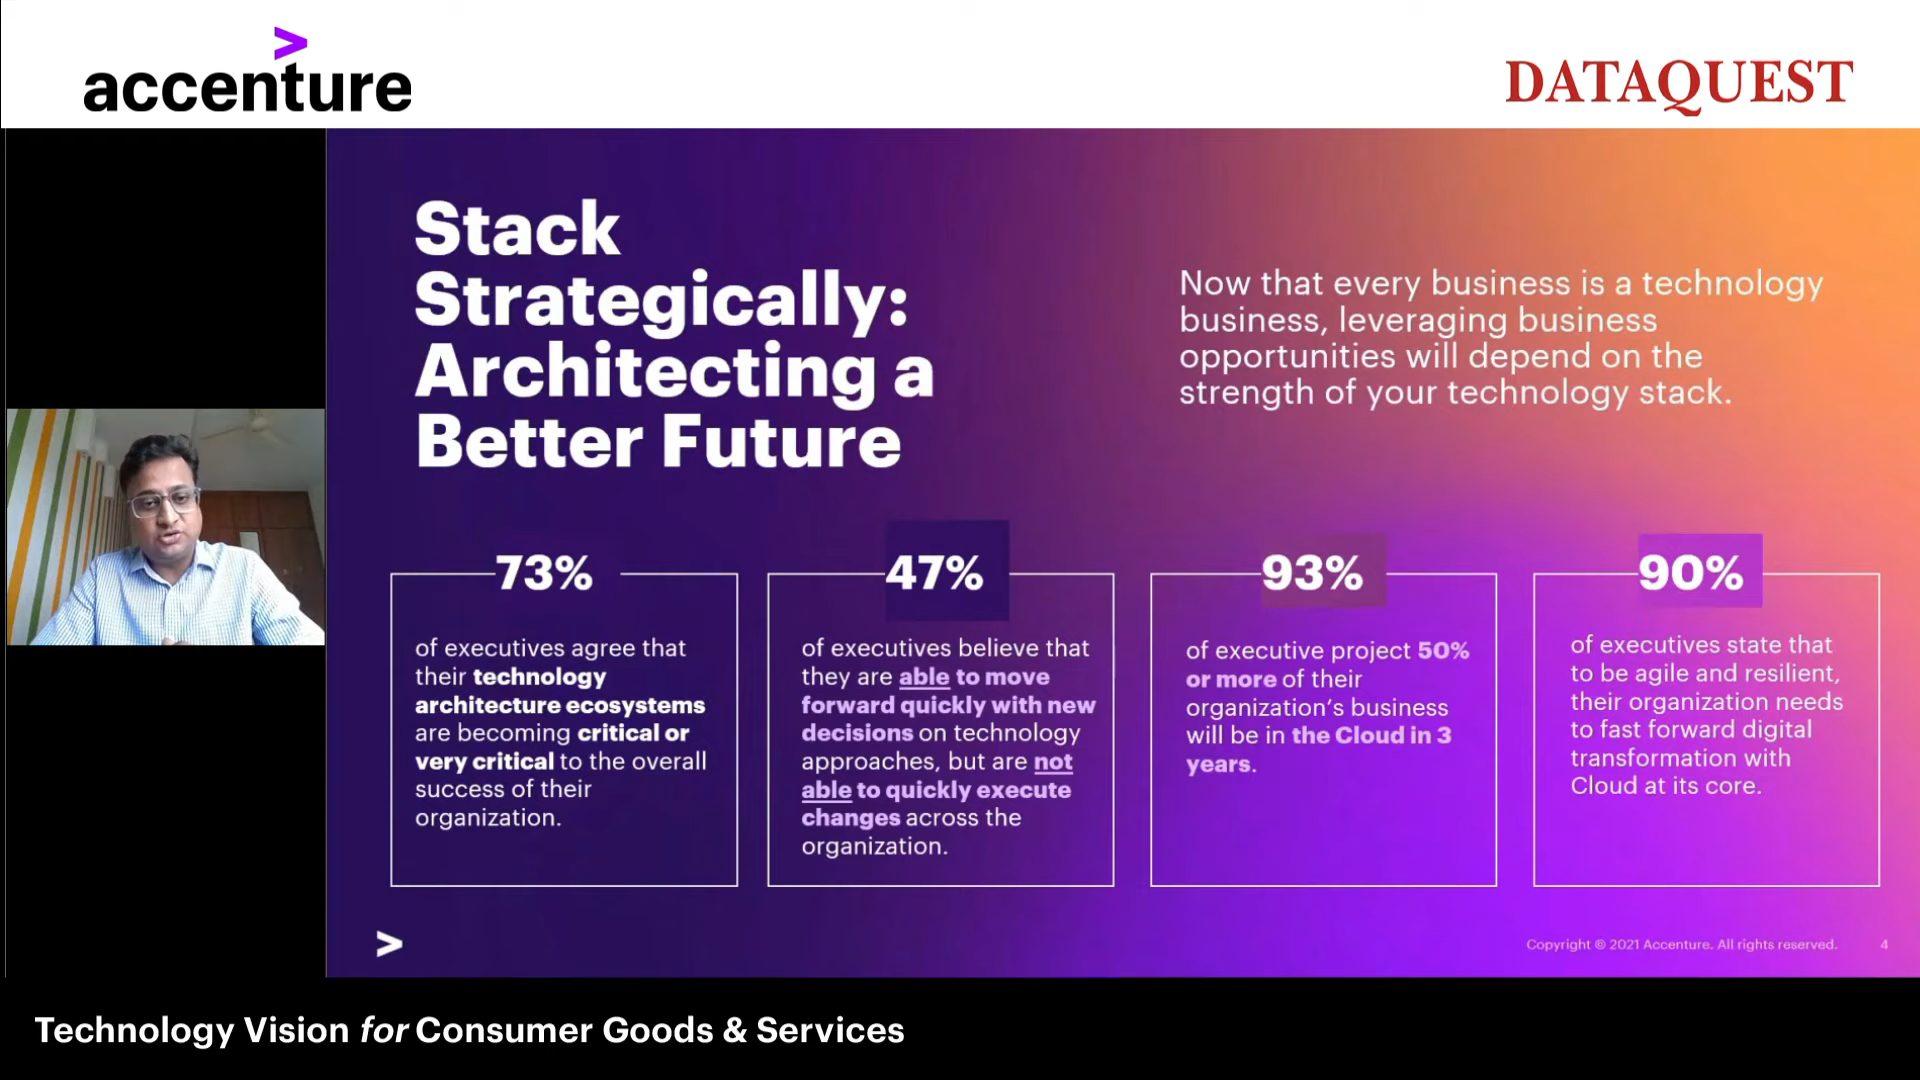 >
accenture
DATAQUEST
Stack
Strategically:
Architecting a
Better Future
Now that every business is a technology
business, leveraging business
opportunities will depend on the
strength of your technology stack.
73%
of executives agree that
their technology
architecture ecosystems
are becoming critical or
very critical to the overall
success of their
organization.
47%
of executives believe that
they are able to move
forward quickly with new
decisions on technology
approaches, but are not
able to quickly execute
changes across the
organization.
93%
of executive project 50%
or more of their
organization's business
will be in the Cloud in 3
years.
90%
of executives state that
to be agile and resilient,
their organization needs
to fast forward digital
transformation with
Cloud at its core.
>
Copyright © 2021 Accenture. All rights reserved. 4
Technology Vision for Consumer Goods & Services